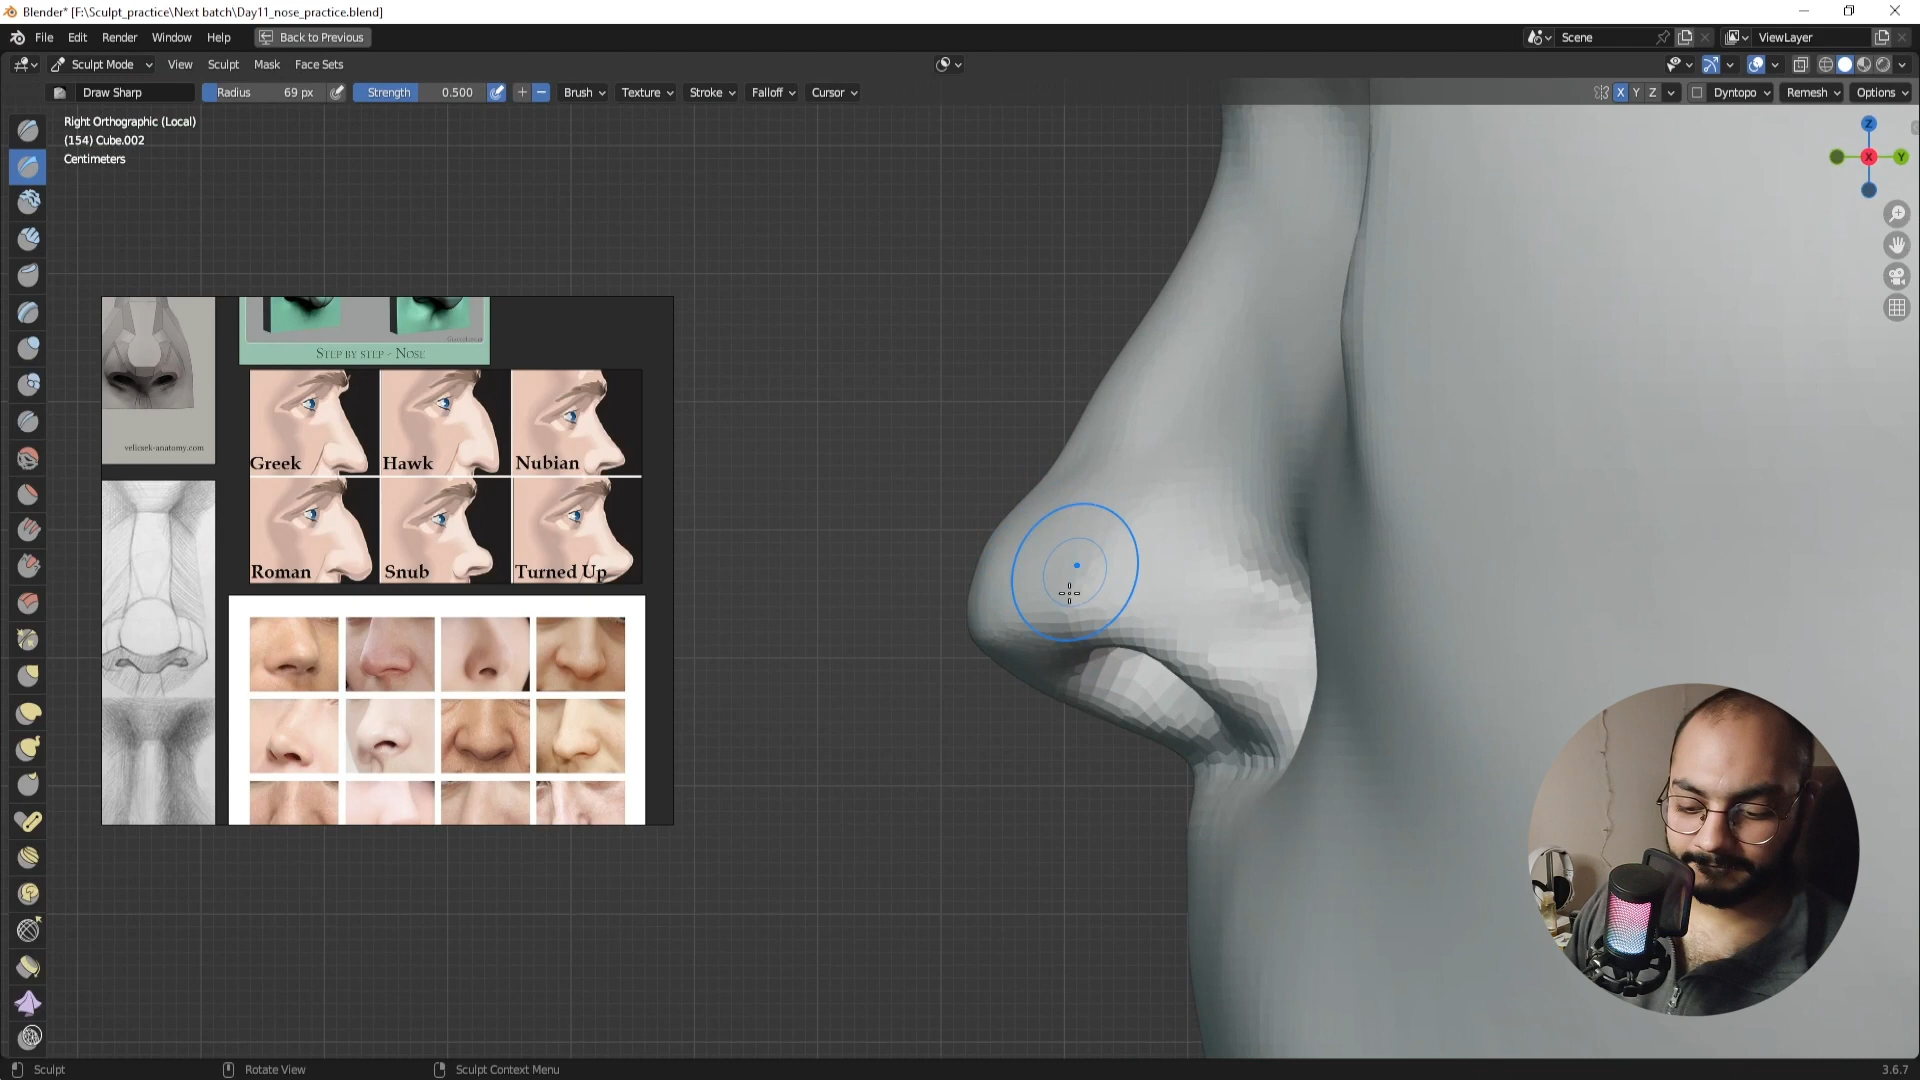 Blender* [F:\Sculpt_practice\Next batch\Day11_nose_practice.blend]
File Edit Render Window Help Back to Previous Scene ViewLayer
Sculpt Mode View Sculpt Mask Face Sets
Draw Sharp Radius 69 px Strength 0.500 Brush Texture Stroke Falloff Cursor X Y Z Dyntopo Remesh Options
Right Orthographic (Local)
(154) Cube.002
Centimeters
Z
X
Y
Step by step - Nose
velicsek-anatomy.com
Greek Hawk Nubian
Roman Snub Turned Up
Sculpt Rotate View Sculpt Context Menu 3.6.7